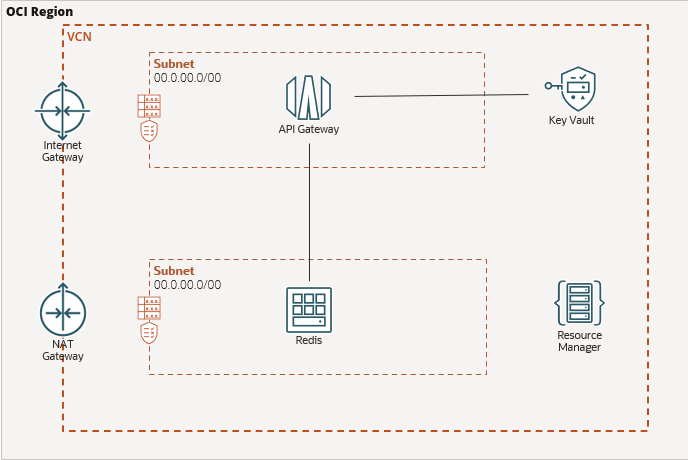 OCI Region
VCN
Subnet
00.0.00.0/00
API Gateway
Key Vault
Internet
Gateway
Subnet
00.0.00.0/00
Redis
NAT
Gateway
Resource
Manager